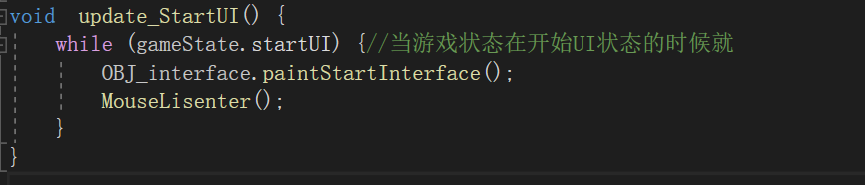 void  update_StartUI() {
while (gameState.startUI) {//当游戏状态在开始UI状态的时候就
OBJ_interface.paintStartInterface();
MouseLisenter();
}
}